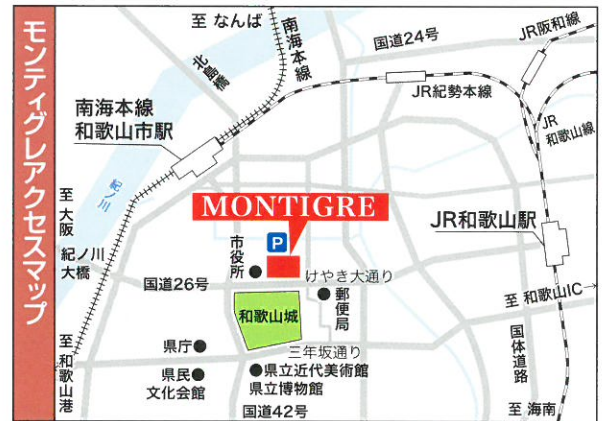 モンティグレアクセスマップ
至 なんば
南海本線
国道24号
JR阪和線
北島橋
JR紀勢本線
JR
和歌山線
南海本線
和歌山市駅
紀ノ川
MONTIGRE
P
JR和歌山駅
至 大阪
市役所
紀ノ川
大橋
けやき大通り
国道26号
郵便局
至 和歌山IC→
和歌山城
国体道路
至 和歌山港
県庁
三年坂通り
県民
文化会館
県立近代美術館
県立博物館
国道42号
至 海南